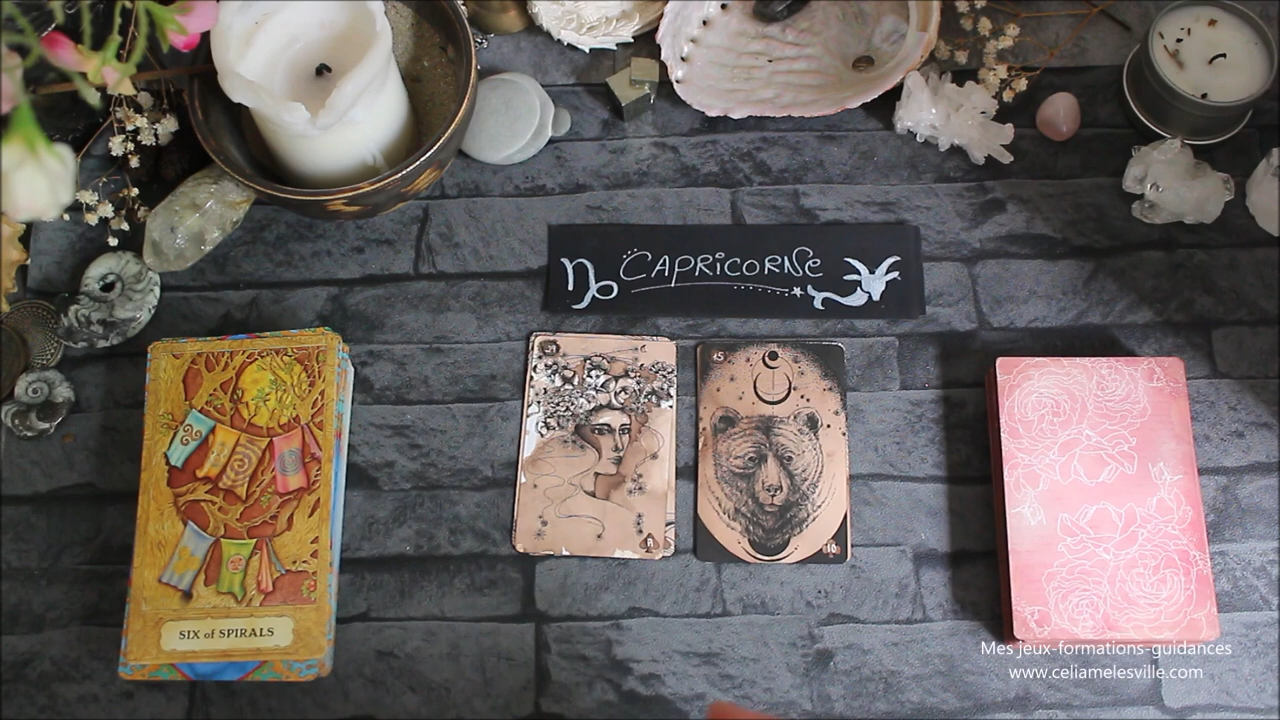 CAPRICORNE
SIX of SPIRALS
Mes jeux-formations-guidances
www.celiamelesville.com